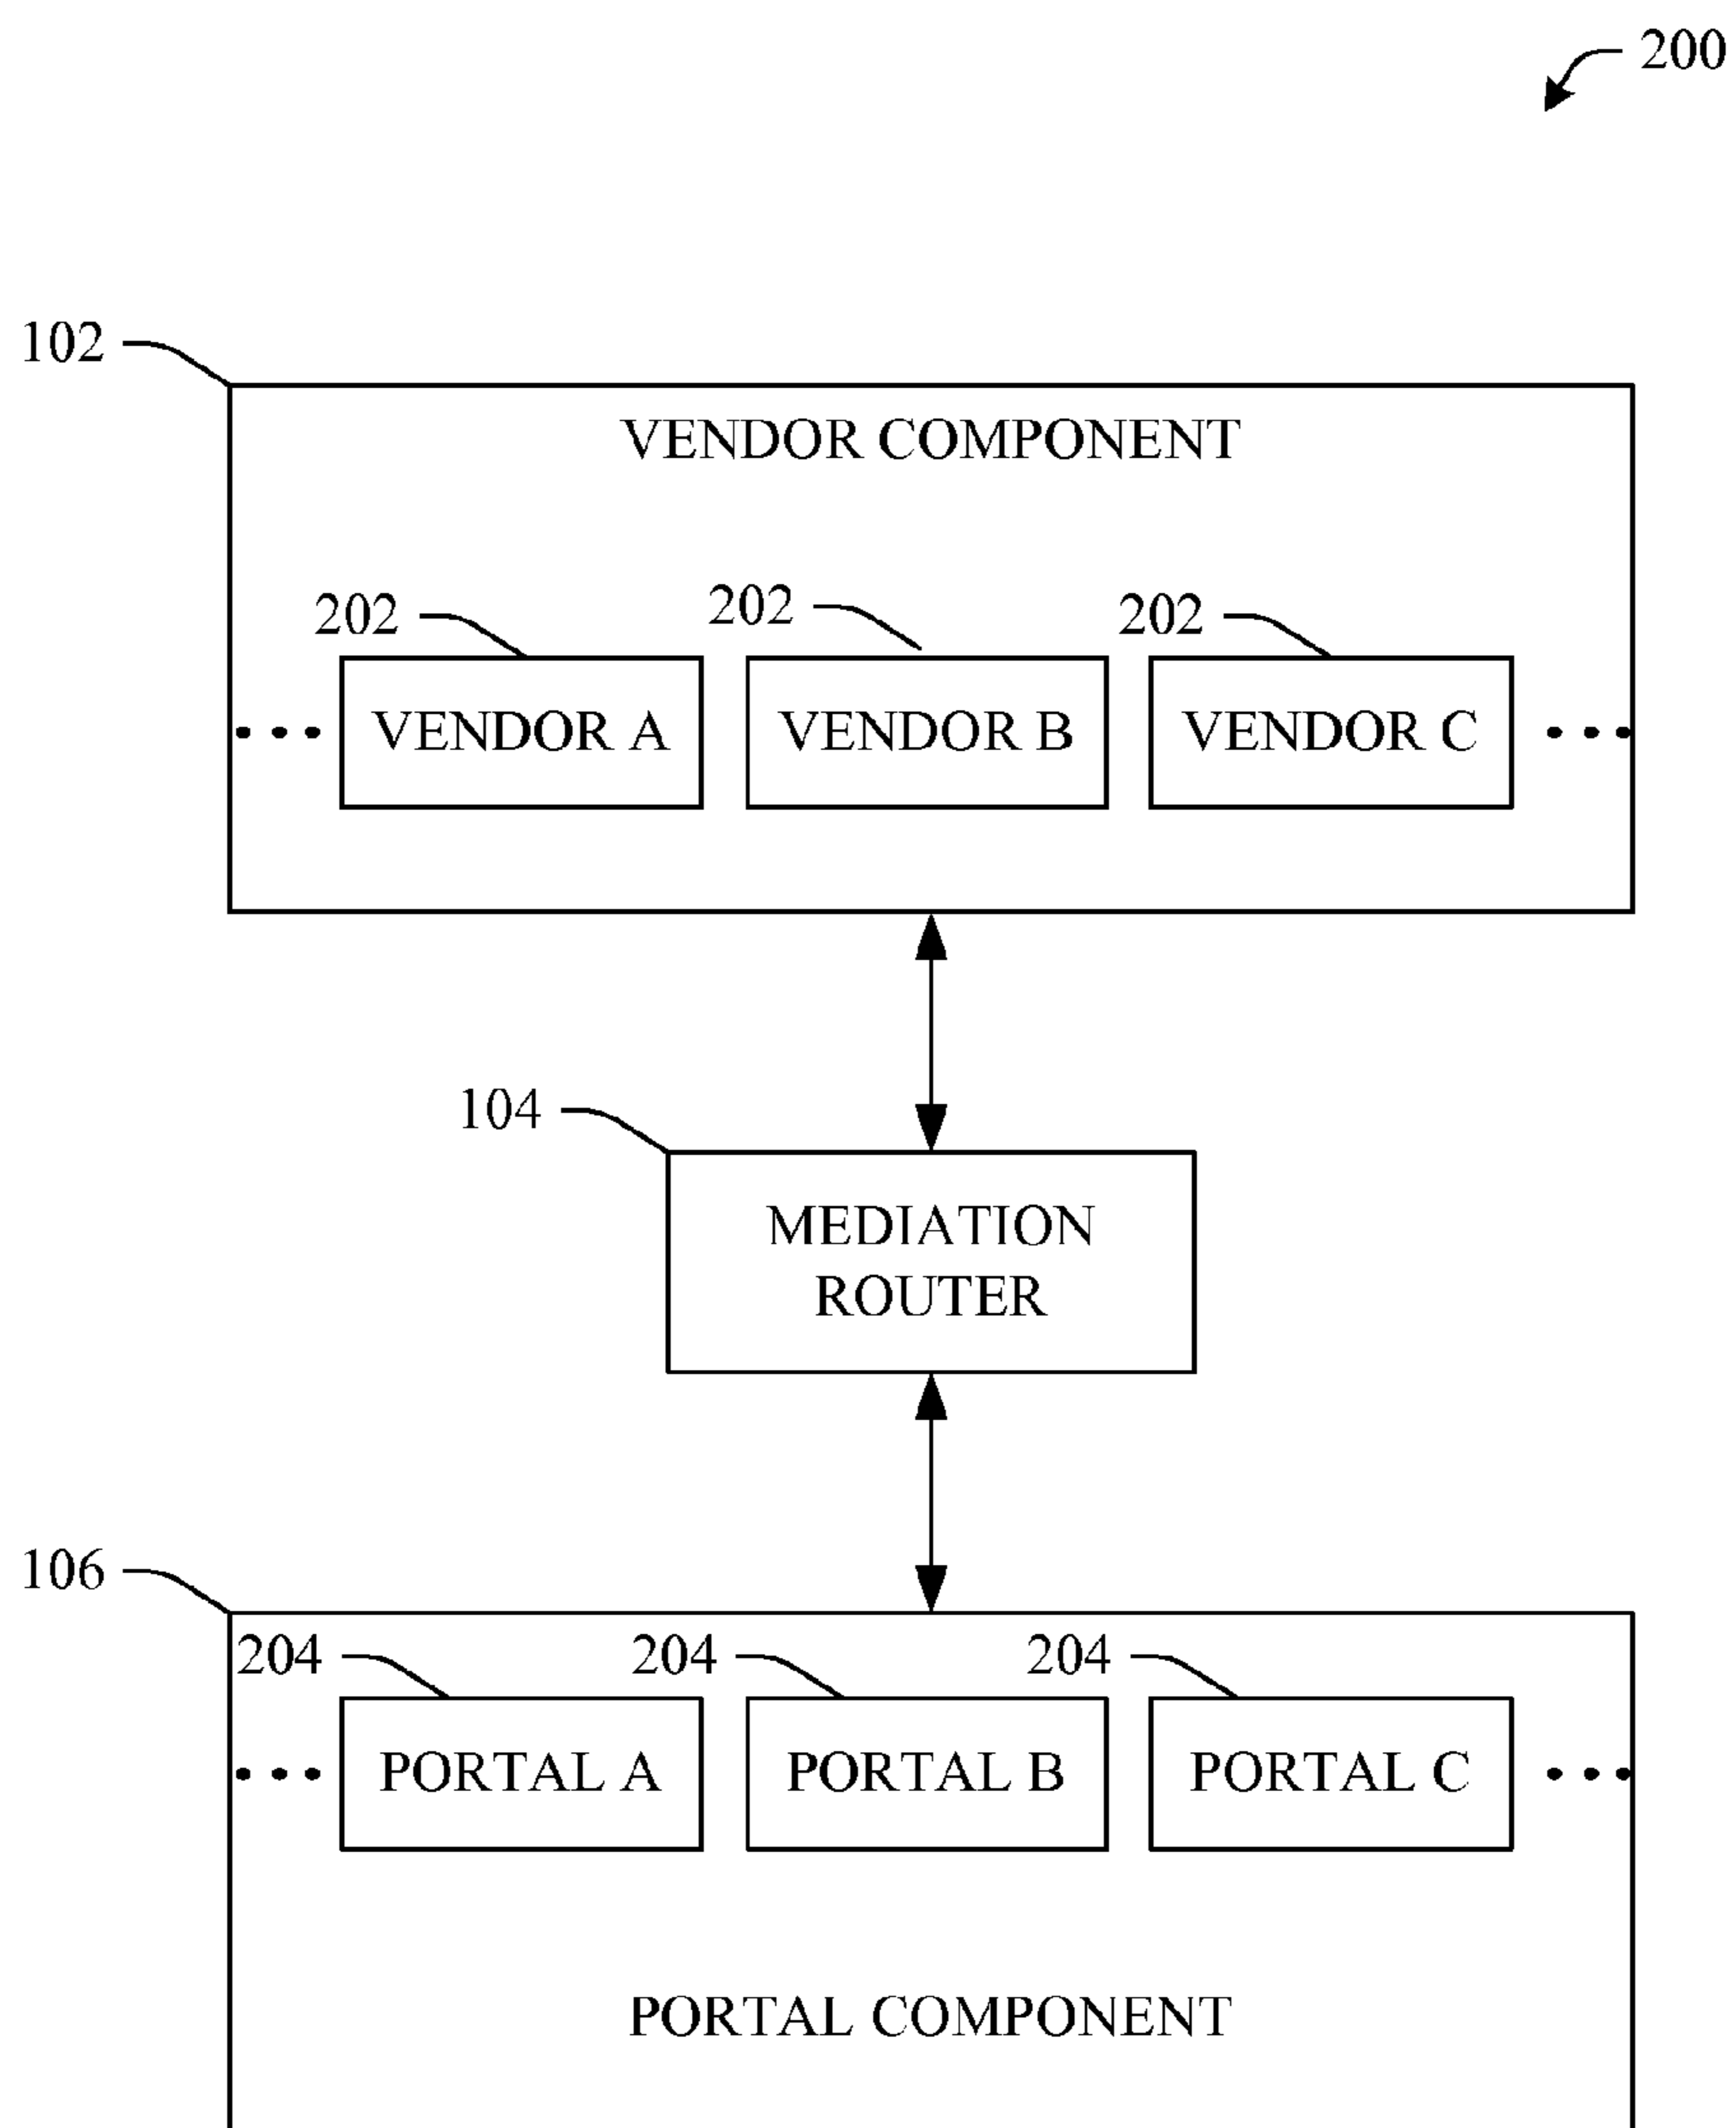 200
102
VENDOR COMPONENT
202 202 202
VENDOR A VENDOR B VENDOR C
104
MEDIATION
ROUTER
106
204 204 204
PORTAL A PORTAL B PORTAL C
PORTAL COMPONENT